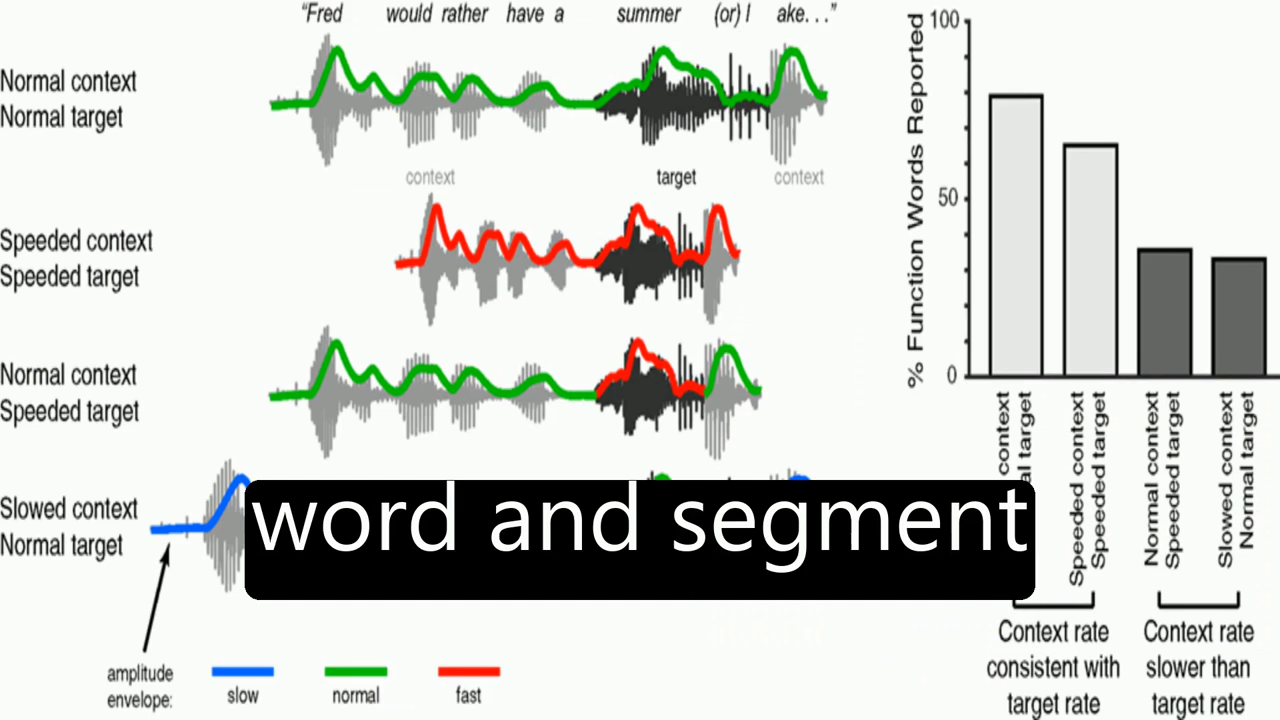 "Fred would rather have a summer (or) l ake. . ."
Normal context
Normal target
context target context
Speeded context
Speeded target
Normal context
Speeded target
Slowed context
Normal target
word and segment
amplitude
envelope:
slow normal fast
% Function Words Reported
100
50
0
context
target
Speeded context
Speeded target
Normal context
Speeded target
Slowed context
Normal target
Context rate
consistent with
target rate
Context rate
slower than
target rate